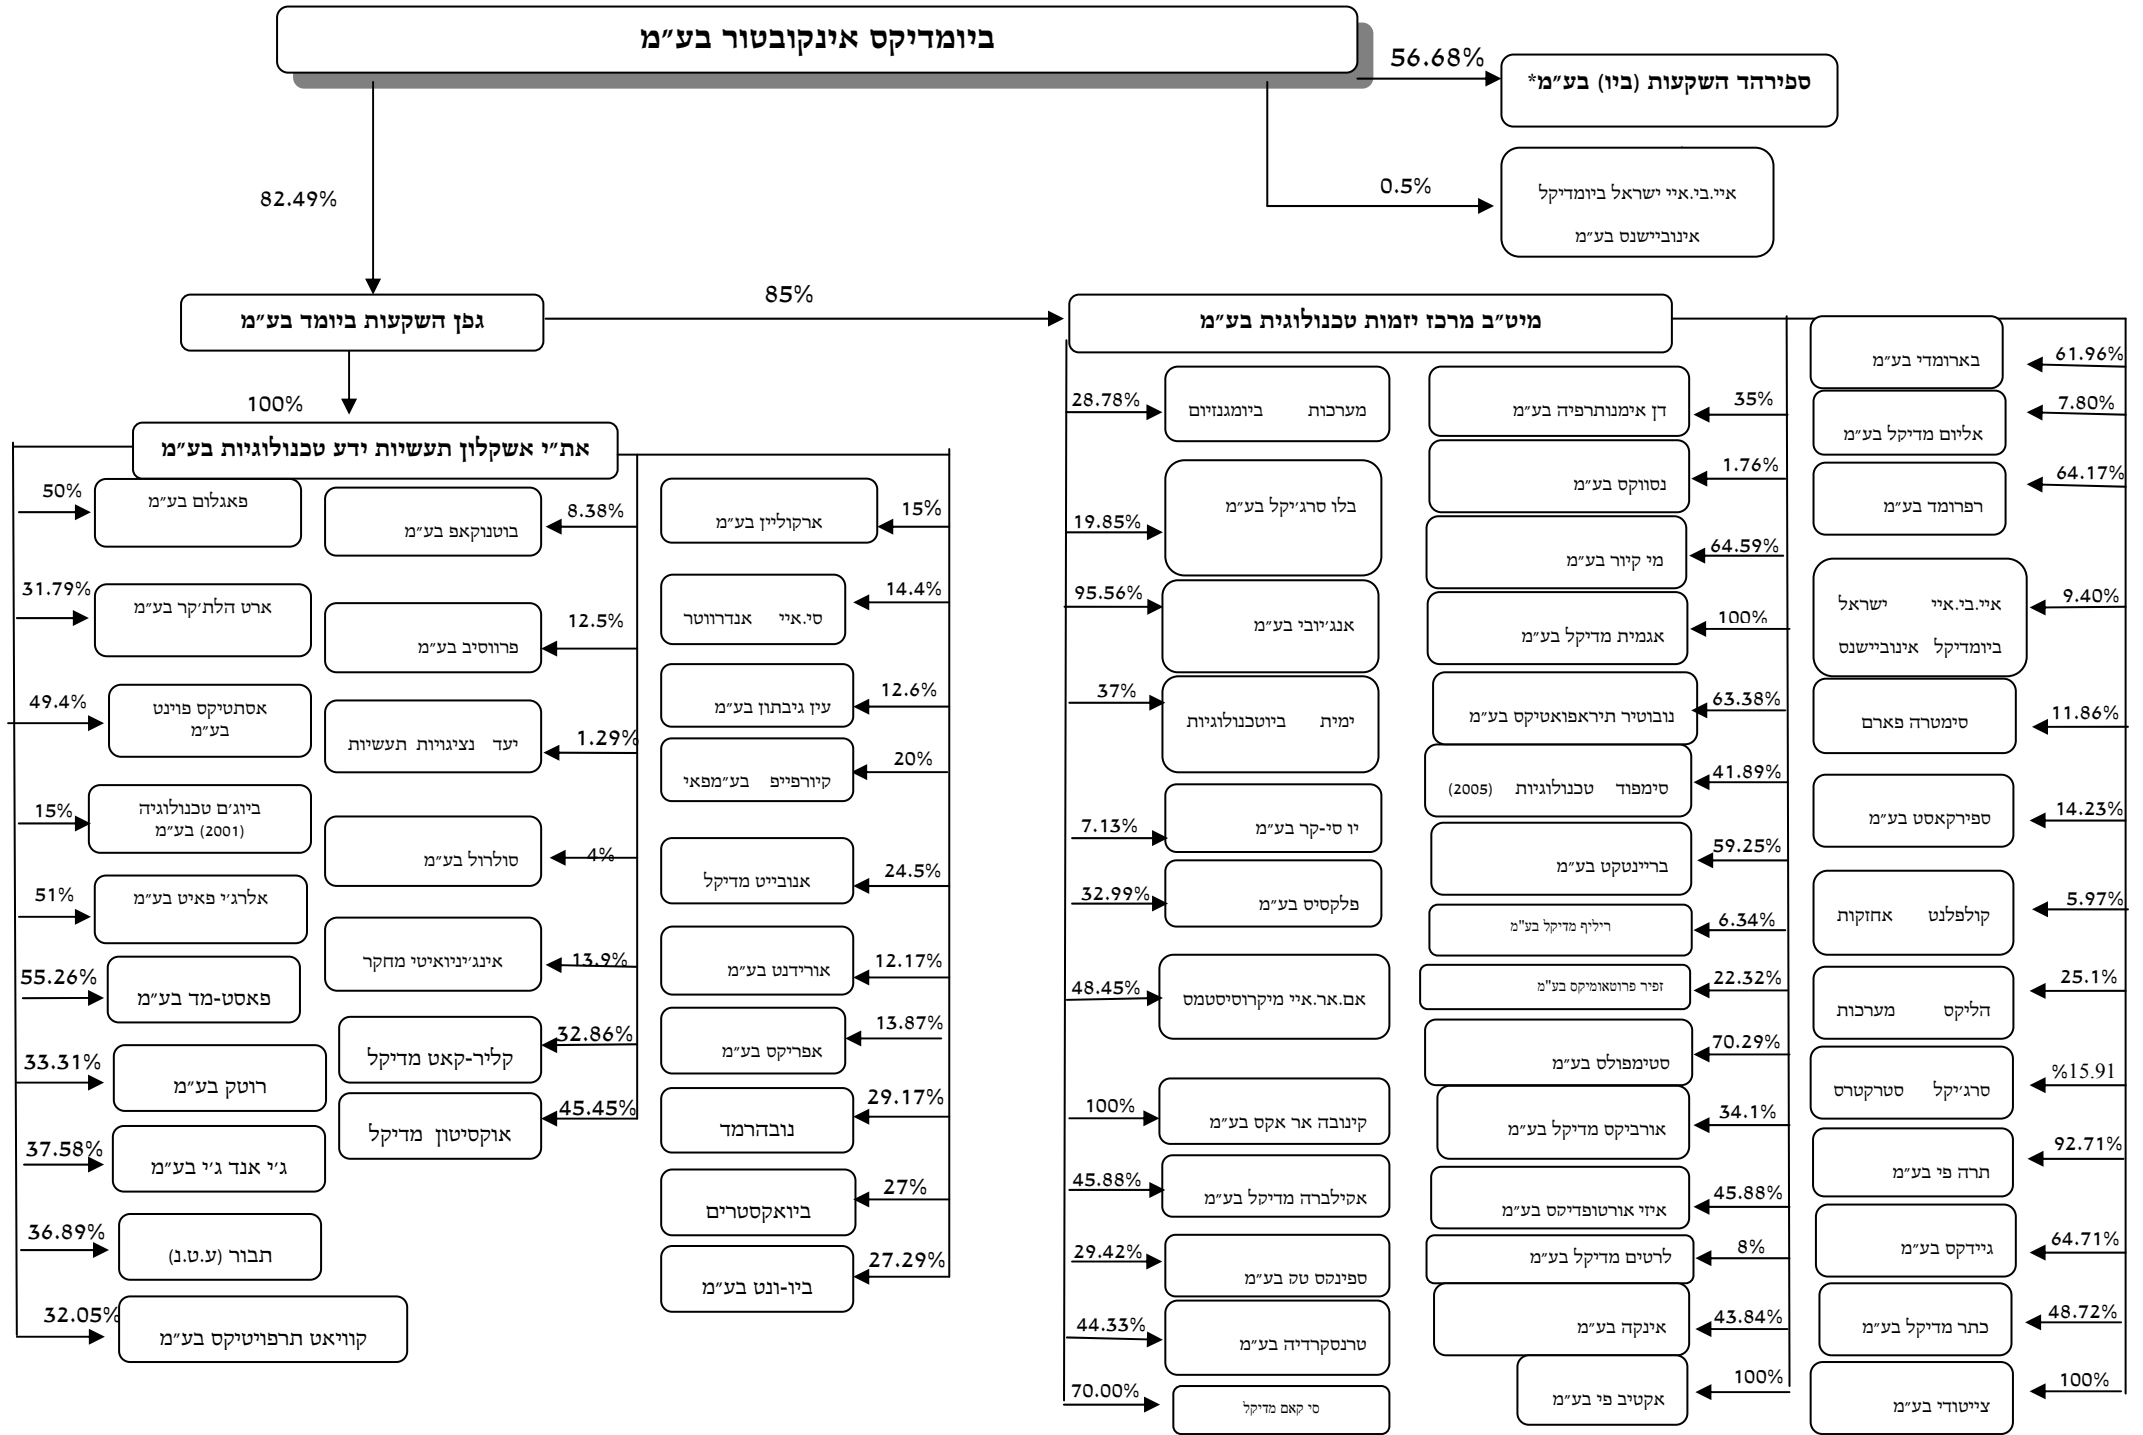 ביומדיקס אינקובטור בע״מ
56.68%
ספירהד השקעות (ביו) בע״מ*
0.5%
איי.בי.איי ישראל ביומדיקל
אינוביישנס בע״מ
82.49%
גפן השקעות ביומד בע״מ
85%
מיט״ב מרכז יזמות טכנולוגית בע״מ
100%
את״י אשקלון תעשיות ידע טכנולוגיות בע״מ
50%
פאגלום בע״מ
31.79%
ארט הלת׳קר בע״מ
49.4%
אסתטיקס פוינט
בע״מ
15%
ביוג׳ם טכנולוגיה
(2001) בע״מ
51%
אלרג׳י פאיט בע״מ
55.26%
פאסט-מד בע״מ
33.31%
רוטק בע״מ
37.58%
ג׳י אנד ג׳י בע״מ
36.89%
תבור (ע.ט.נ)
32.05%
קוויאט תרפויטיקס בע״מ
בוטנוקאפ בע״מ
8.38%
פרווסיב בע״מ
12.5%
יעד נציגויות תעשיות
1.29%
סולרול בע״מ
4%
אינג׳יניואיטי מחקר
13.9%
קליר-קאט מדיקל
32.86%
אוקסיטון מדיקל
45.45%
ארקוליין בע״מ
15%
סי.איי אנדרווטר
14.4%
עין גיבתון בע״מ
12.6%
קיורפייפ בע״מפאי
20%
אנובייט מדיקל
24.5%
אורידנט בע״מ
12.17%
אפריקס בע״מ
13.87%
נובהרמד
29.17%
ביואקסטרים
27%
ביו-ונט בע״מ
27.29%
28.78%
מערכות ביומגנזיום
19.85%
בלו סרג׳יקל בע״מ
95.56%
אנג׳יובי בע״מ
37%
ימית ביוטכנולוגיות
7.13%
יו סי-קר בע״מ
32.99%
פלקסיס בע״מ
48.45%
אם.אר.איי מיקרוסיסטמס
100%
קינובה אר אקס בע״מ
45.88%
אקילברה מדיקל בע״מ
29.42%
ספינקס טק בע״מ
44.33%
טרנסקרדיה בע״מ
70.00%
סי קאם מדיקל
דן אימנותרפיה בע״מ
35%
נסווקס בע״מ
1.76%
מי קיור בע״מ
64.59%
אגמית מדיקל בע״מ
100%
נובוטיר תיראפואטיקס בע״מ
63.38%
סימפוד טכנולוגיות (2005)
41.89%
בריינטקט בע״מ
59.25%
ריליף מדיקל בע"מ
6.34%
זפיר פרוטאומיקס בע"מ
22.32%
סטימפולס בע״מ
70.29%
אורביקס מדיקל בע״מ
34.1%
איזי אורטופדיקס בע״מ
45.88%
לרטים מדיקל בע״מ
8%
אינקה בע״מ
43.84%
אקטיב פי בע״מ
100%
בארומדי בע״מ
61.96%
אליום מדיקל בע״מ
7.80%
רפרומד בע״מ
64.17%
איי.בי.איי ישראל
ביומדיקל אינוביישנס
9.40%
סימטרה פארם
11.86%
ספירקאסט בע״מ
14.23%
קולפלנט אחזקות
5.97%
הליקס מערכות
25.1%
סרג׳יקל סטרקטרס
%15.91
תרה פי בע״מ
92.71%
גיידקס בע״מ
64.71%
כתר מדיקל בע״מ
48.72%
צייטודי בע״מ
100%